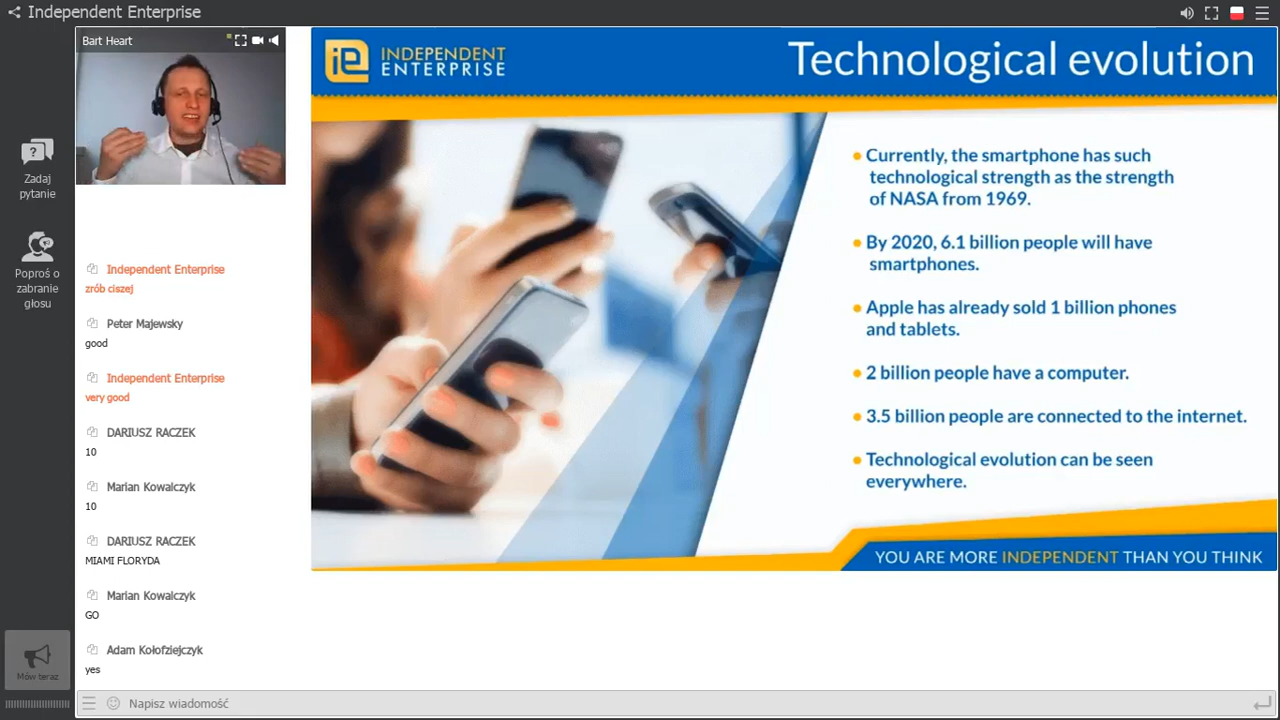 Independent Enterprise
Bart Heart
Zadaj
pytanie
Poproś o
zabranie
głosu
Independent Enterprise
zrób ciszej
Peter Majewsky
good
Independent Enterprise
very good
DARIUSZ RACZEK
10
Marian Kowalczyk
10
DARIUSZ RACZEK
MIAMI FLORYDA
Marian Kowalczyk
GO
Adam Kołofziejczyk
yes
Mów teraz
Napisz wiadomość
ie INDEPENDENT
ENTERPRISE
Technological evolution
• Currently, the smartphone has such
technological strength as the strength
of NASA from 1969.
• By 2020, 6.1 billion people will have
smartphones.
• Apple has already sold 1 billion phones
and tablets.
• 2 billion people have a computer.
• 3.5 billion people are connected to the internet.
• Technological evolution can be seen
everywhere.
YOU ARE MORE INDEPENDENT THAN YOU THINK